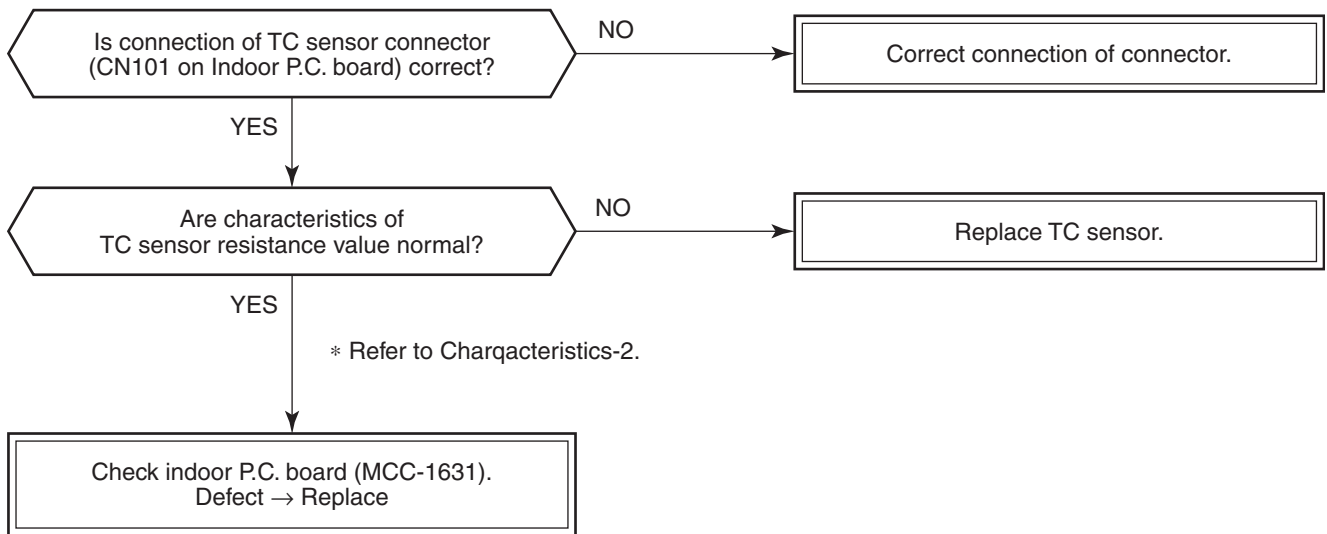 Is connection of TC sensor connector
(CN101 on Indoor P.C. board) correct?
NO
Correct connection of connector.
YES
Are characteristics of
TC sensor resistance value normal?
NO
Replace TC sensor.
YES
* Refer to Charqacteristics-2.
Check indoor P.C. board (MCC-1631).
Defect → Replace